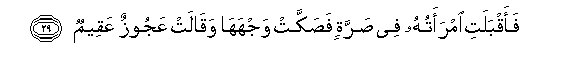 فَأَقْبَلَتِ ٱمْرَأَتُهُۥ فِى صَرَّةٍۢ فَصَكَّتْ وَجْهَهَا وَقَالَتْ عَجُوزٌ عَقِيمٌۭ ٢٩